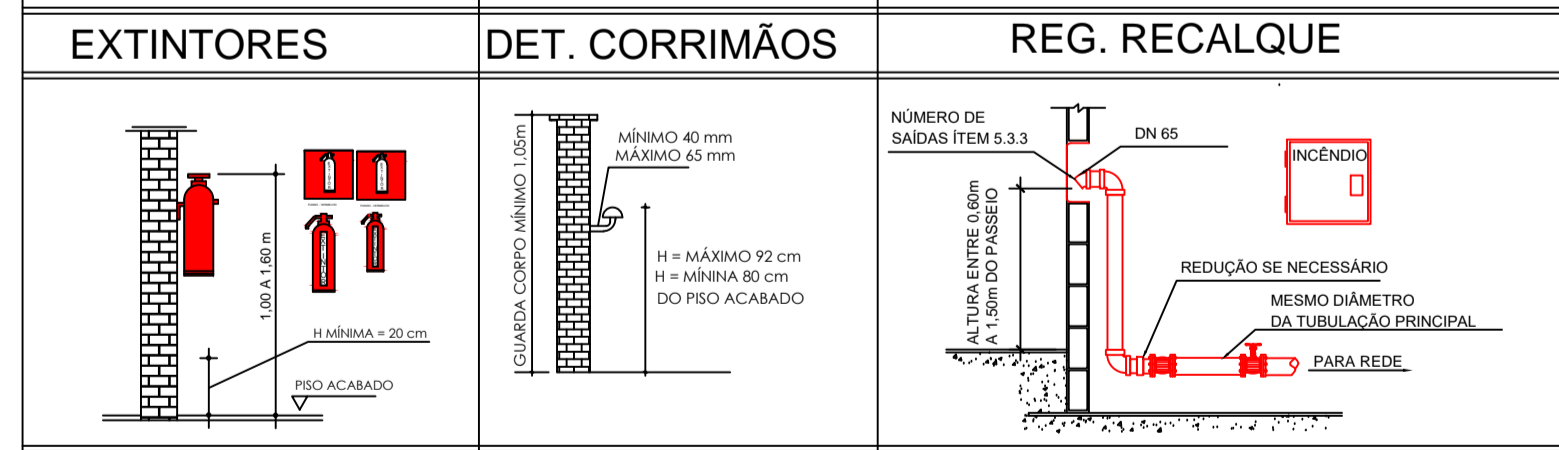 EXTINTORES
1,00 A 1,60 m
EXTINTOR
H MÍNIMA = 20 cm
PISO ACABADO
DET. CORRIMÃOS
GUARDA CORPO MÍNIMO 1,05m
MÍNIMO 40 mm
MÁXIMO 65 mm
H = MÁXIMO 92 cm
H = MÍNINA 80 cm
DO PISO ACABADO
REG. RECALQUE
NÚMERO DE
SAÍDAS ÍTEM 5.3.3
DN 65
INCÊNDIO
ALTURA ENTRE 0,60m
A 1,50m DO PASSEIO
REDUÇÃO SE NECESSÁRIO
MESMO DIÂMETRO
DA TUBULAÇÃO PRINCIPAL
PARA REDE